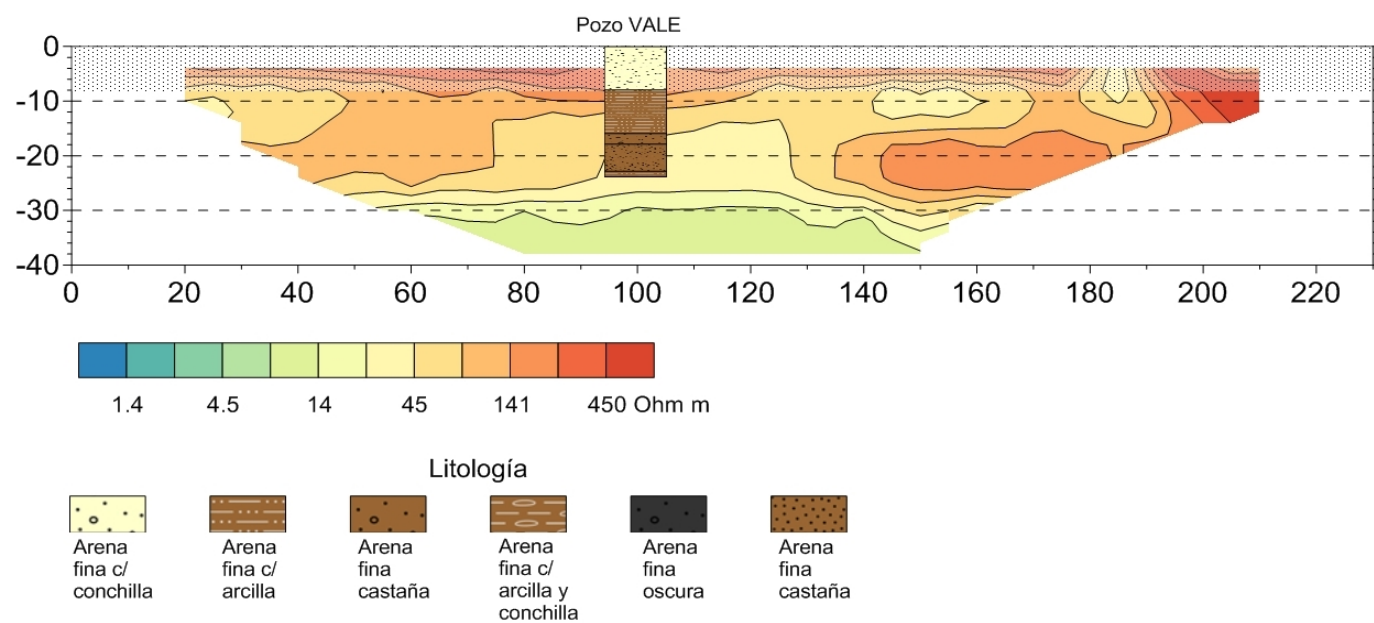 Pozo VALE
0
-10
-20
-30
-40
0 20 40 60 80 100 120 140 160 180 200 220
1.4 4.5 14 45 141 450 Ohm m
Litología
Arena
fina c/
conchilla
Arena
fina c/
arcilla
Arena
fina
castaña
Arena
fina c/
arcilla y
conchilla
Arena
fina
oscura
Arena
fina
castaña